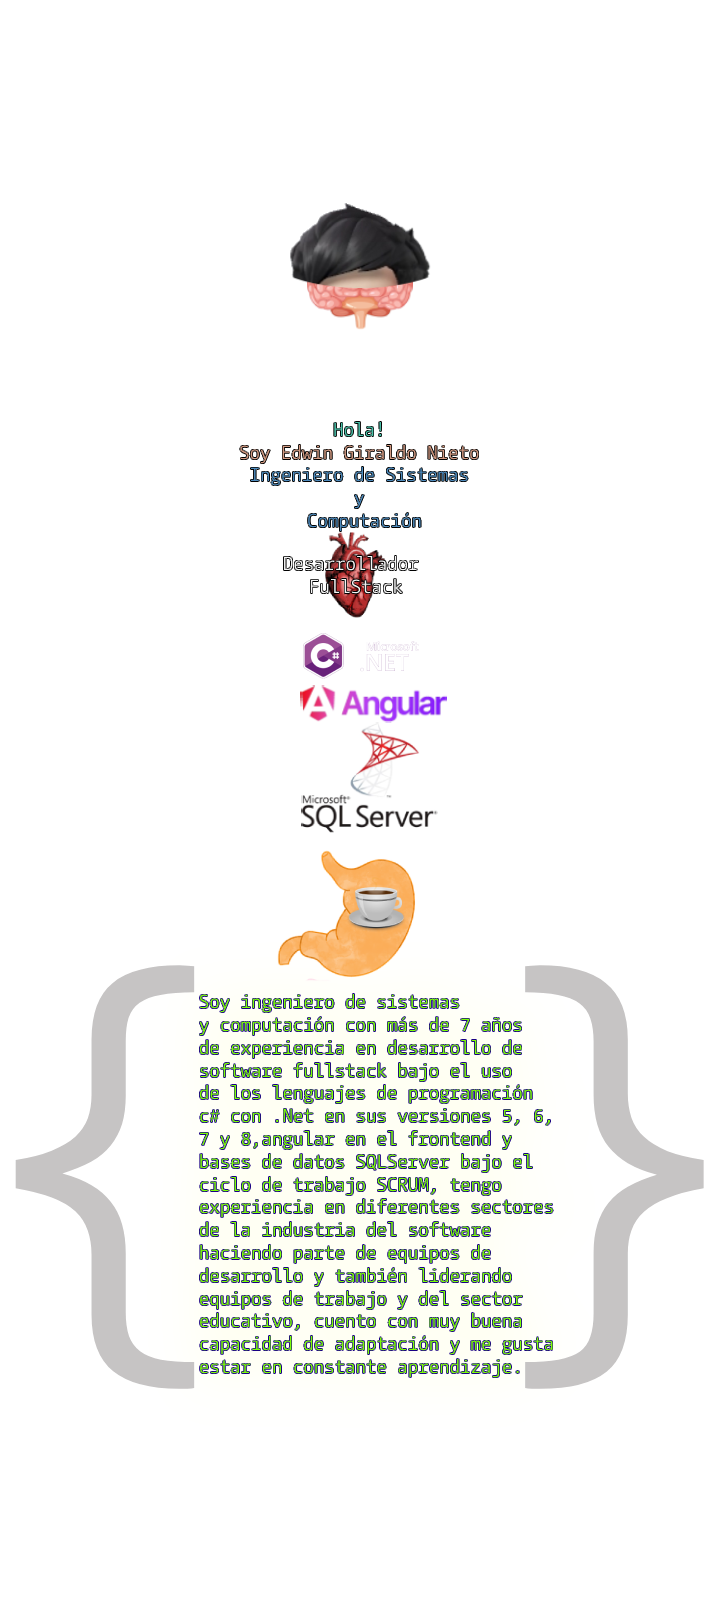 Hola!
Soy Edwin Giraldo Nieto
Ingeniero de Sistemas
y
Computación
Desarrollador
FullStack
C#
Microsoft
.NET
Angular
Microsoft®
SQL Server®
Soy ingeniero de sistemas
y computación con más de 7 años
de experiencia en desarrollo de
software fullstack bajo el uso
de los lenguajes de programación
c# con .Net en sus versiones 5, 6,
7 y 8,angular en el frontend y
bases de datos SQLServer bajo el
ciclo de trabajo SCRUM, tengo
experiencia en diferentes sectores
de la industria del software
haciendo parte de equipos de
desarrollo y también liderando
equipos de trabajo y del sector
educativo, cuento con muy buena
capacidad de adaptación y me gusta
estar en constante aprendizaje.